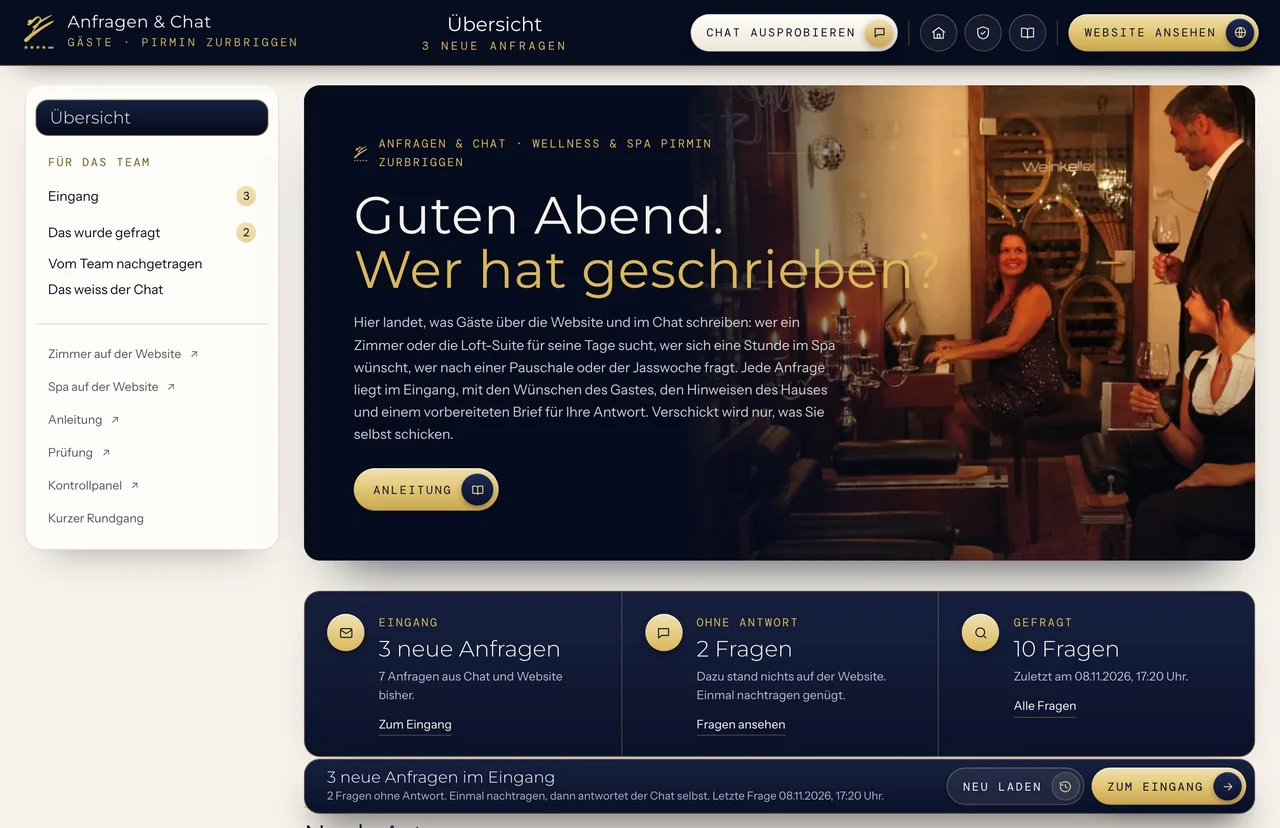 Anfragen & Chat
GÄSTE · PIRMIN ZURBRIGGEN
Übersicht
3 NEUE ANFRAGEN
CHAT AUSPROBIEREN
WEBSITE ANSEHEN
Übersicht
FÜR DAS TEAM
Eingang 3
Das wurde gefragt 2
Vom Team nachgetragen
Das weiss der Chat
Zimmer auf der Website ↗
Spa auf der Website ↗
Anleitung ↗
Prüfung ↗
Kontrollpanel ↗
Kurzer Rundgang
ANFRAGEN & CHAT · WELLNESS & SPA PIRMIN
ZURBRIGGEN
Guten Abend.
Wer hat geschrieben?
Hier landet, was Gäste über die Website und im Chat schreiben: wer ein
Zimmer oder die Loft-Suite für seine Tage sucht, wer sich eine Stunde im Spa
wünscht, wer nach einer Pauschale oder der Jasswoche fragt. Jede Anfrage
liegt im Eingang, mit den Wünschen des Gastes, den Hinweisen des Hauses
und einem vorbereiteten Brief für Ihre Antwort. Verschickt wird nur, was Sie
selbst schicken.
ANLEITUNG
Weinkeller
EINGANG
3 neue Anfragen
7 Anfragen aus Chat und Website
bisher.
Zum Eingang
OHNE ANTWORT
2 Fragen
Dazu stand nichts auf der Website.
Einmal nachtragen genügt.
Fragen ansehen
GEFRAGT
10 Fragen
Zuletzt am 08.11.2026, 17:20 Uhr.
Alle Fragen
3 neue Anfragen im Eingang
2 Fragen ohne Antwort. Einmal nachtragen, dann antwortet der Chat selbst. Letzte Frage 08.11.2026, 17:20 Uhr.
NEU LADEN
ZUM EINGANG